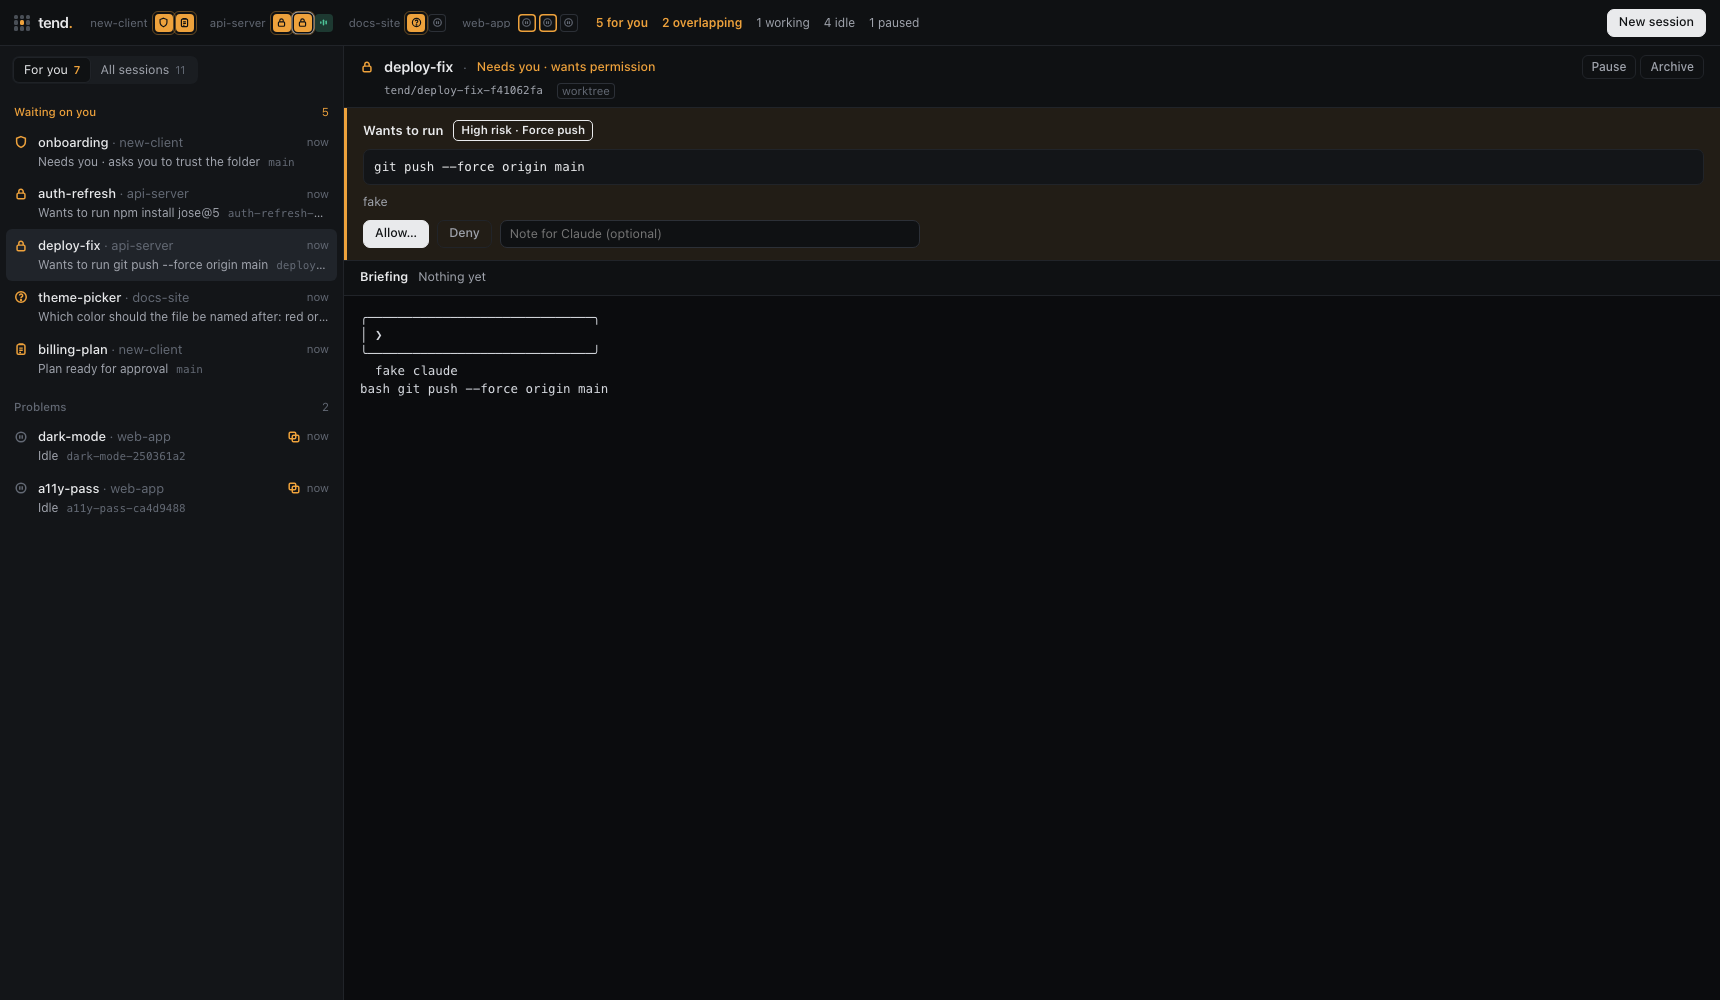 tend. new-client api-server docs-site web-app 5 for you 2 overlapping 1 working 4 idle 1 paused New session
For you 7 All sessions 11
Waiting on you 5
onboarding · new-client now
Needs you · asks you to trust the folder main
auth-refresh · api-server now
Wants to run npm install jose@5 auth-refresh-…
deploy-fix · api-server now
Wants to run git push --force origin main deploy…
theme-picker · docs-site now
Which color should the file be named after: red or…
billing-plan · new-client now
Plan ready for approval main
Problems 2
dark-mode · web-app now
Idle dark-mode-250361a2
a11y-pass · web-app now
Idle a11y-pass-ca4d9488
deploy-fix · Needs you · wants permission Pause Archive
tend/deploy-fix-f41062fa worktree
Wants to run High risk · Force push
git push --force origin main
fake
Allow… Deny Note for Claude (optional)
Briefing Nothing yet
❯
fake claude
bash git push --force origin main